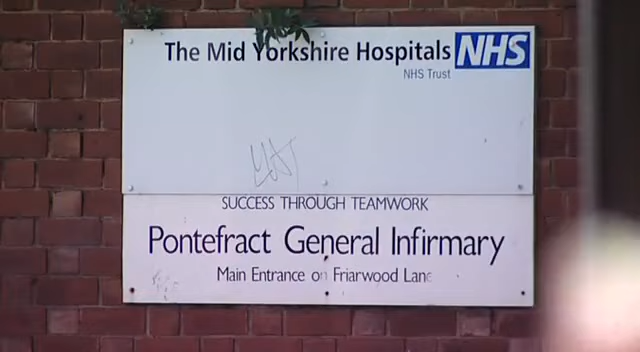 The Mid Yorkshire Hospitals NHS
NHS Trust
SUCCESS THROUGH TEAMWORK
Pontefract General Infirmary
Main Entrance on Friarwood Lane